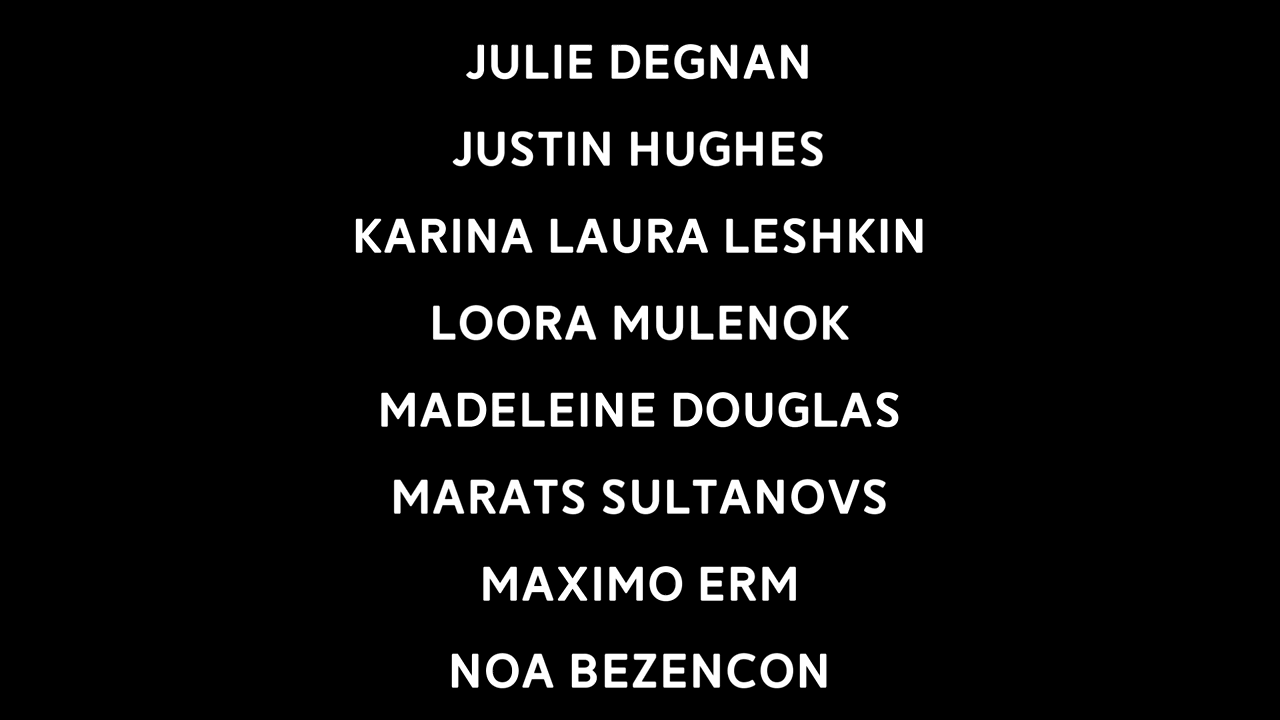 JULIE DEGNAN
JUSTIN HUGHES
KARINA LAURA LESHKIN
LOORA MULENOK
MADELEINE DOUGLAS
MARATS SULTANOVS
MAXIMO ERM
NOA BEZENCON